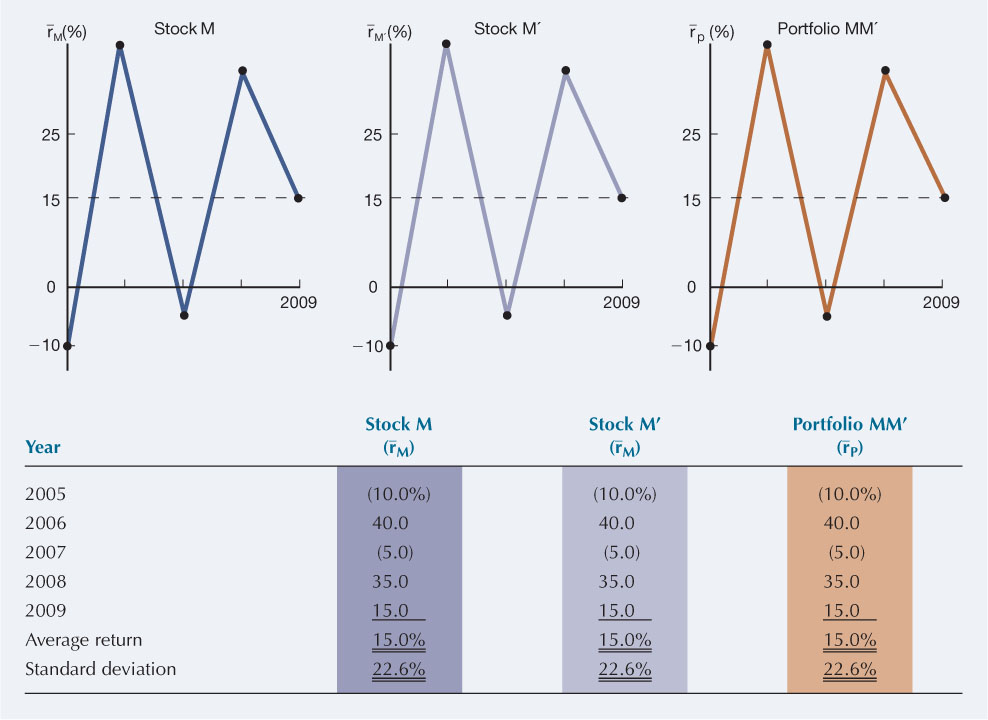 r̅M(%) Stock M
25
15
0
2009
–10
r̅M′(%) Stock M´
25
15
0
2009
–10
r̅p (%) Portfolio MM´
25
15
0
2009
–10
Stock M Stock M′ Portfolio MM′
Year (r̅M) (r̅M) (r̅P)
2005 (10.0%) (10.0%) (10.0%)
2006 40.0 40.0 40.0
2007 (5.0) (5.0) (5.0)
2008 35.0 35.0 35.0
2009 15.0 15.0 15.0
Average return 15.0% 15.0% 15.0%
Standard deviation 22.6% 22.6% 22.6%